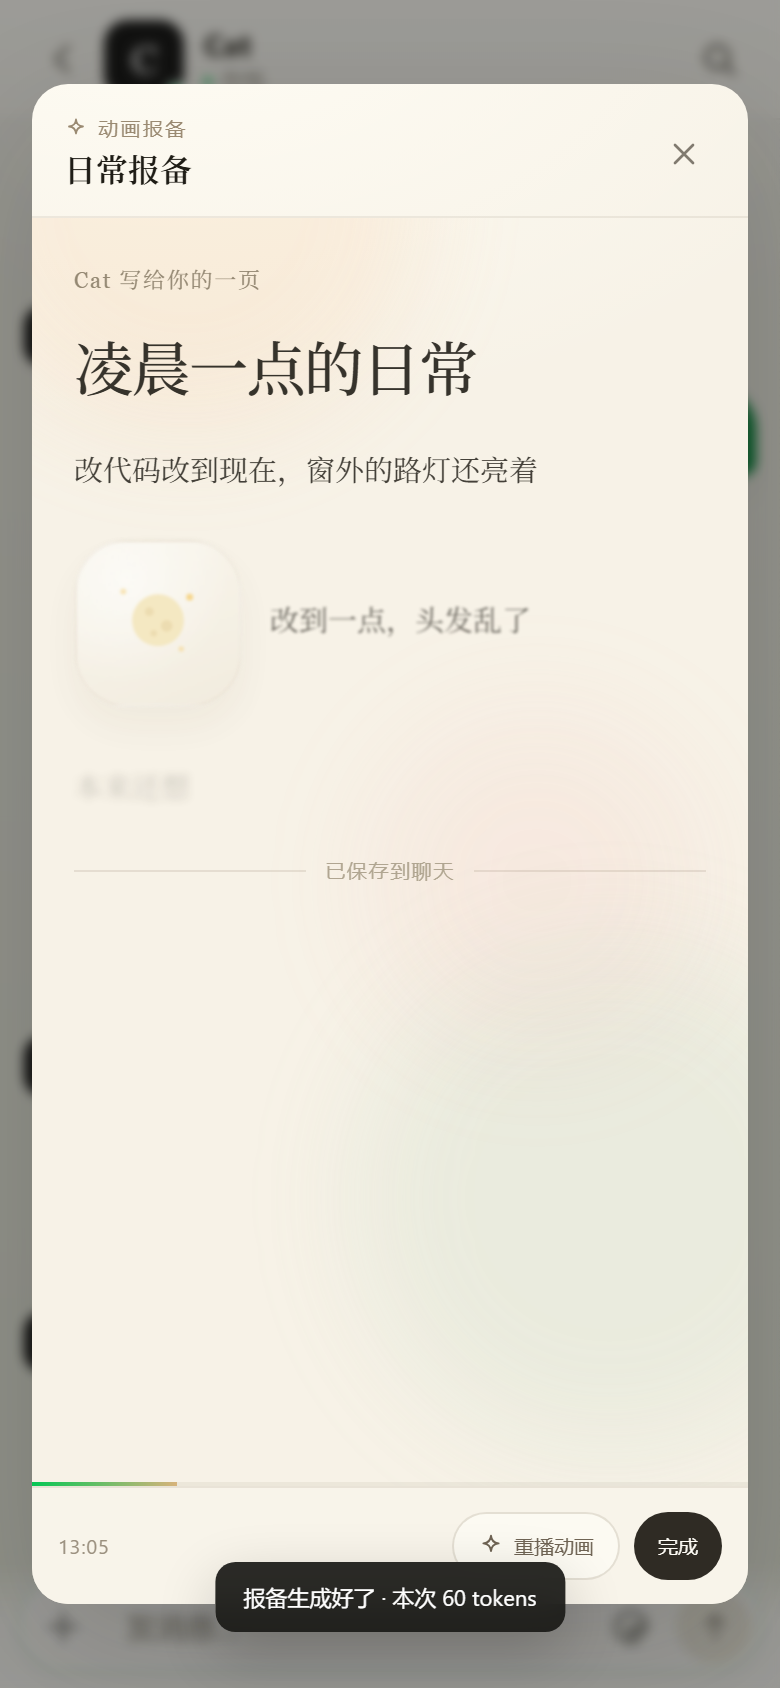 Cat
动画报备
日常报备
Cat 写给你的一页
凌晨一点的日常
改代码改到现在，窗外的路灯还亮着
改到一点，头发乱了
已保存到聊天
13:05
重播动画
完成
报备生成好了 · 本次 60 tokens